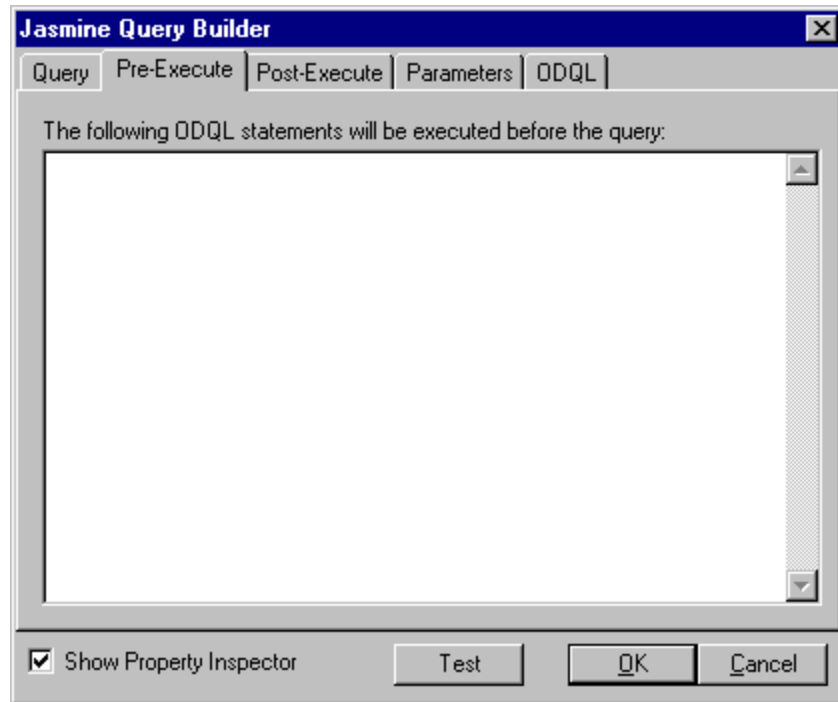 Jasmine Query Builder
Query Pre-Execute Post-Execute Parameters ODQL
The following ODQL statements will be executed before the query:
Show Property Inspector Test OK Cancel